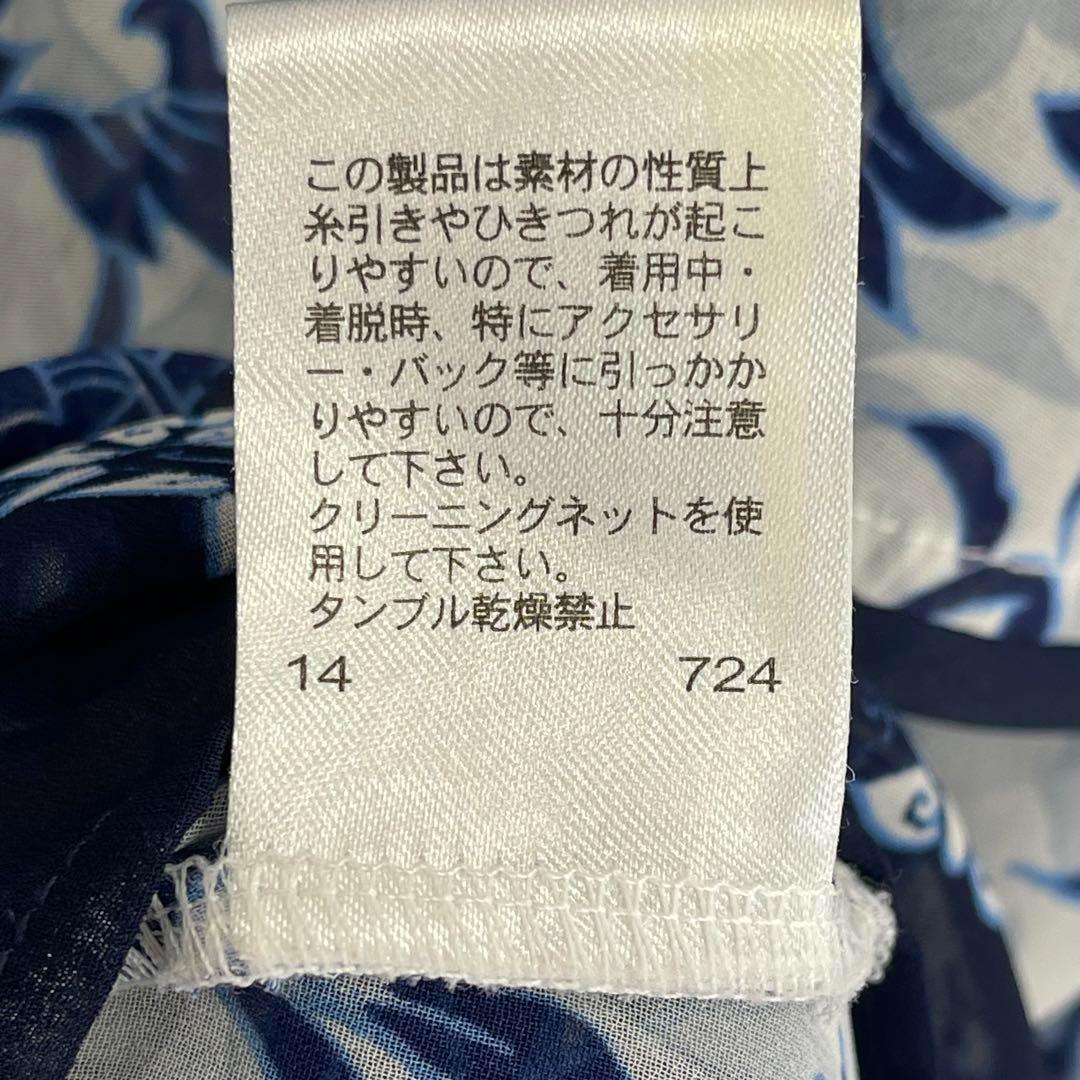 この製品は素材の性質上
糸引きやひきつれが起こ
りやすいので、着用中・
着脱時、特にアクセサリ
ー・バック等に引っかか
りやすいので、十分注意
して下さい。
クリーニングネットを使
用して下さい。
タンブル乾燥禁止
14 724